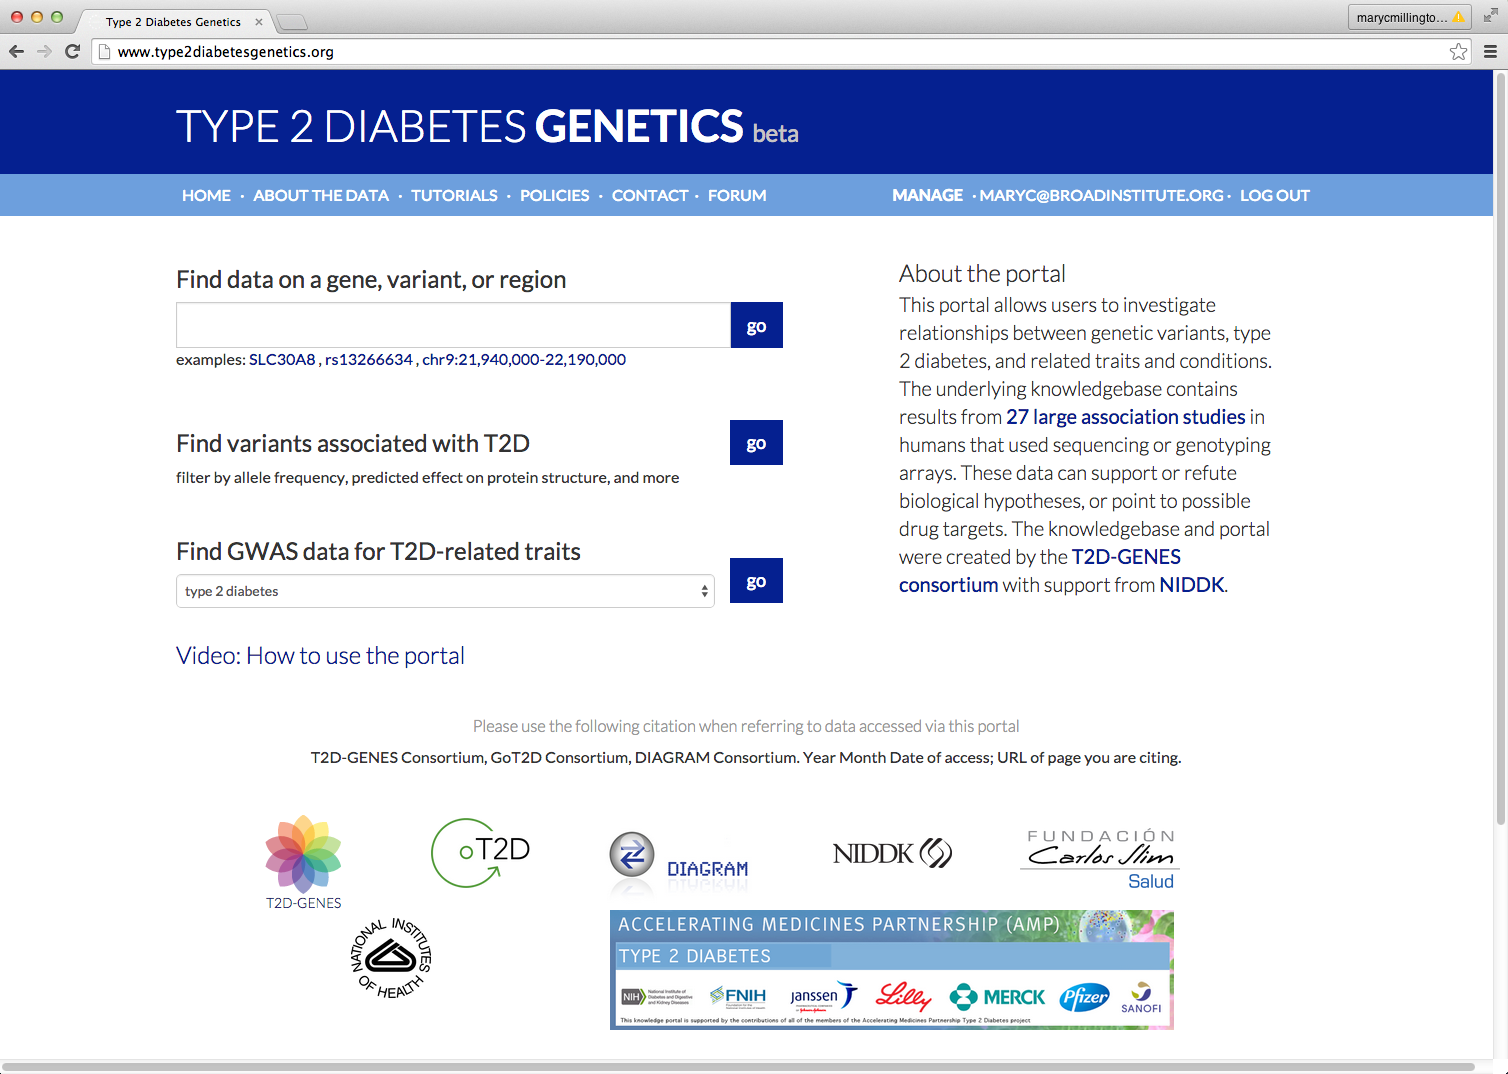 Type 2 Diabetes Genetics
marycmillingto...
www.type2diabetesgenetics.org
TYPE 2 DIABETES GENETICS beta
HOME · ABOUT THE DATA · TUTORIALS · POLICIES · CONTACT · FORUM
MANAGE · MARYC@BROADINSTITUTE.ORG · LOG OUT
Find data on a gene, variant, or region
go
examples: SLC30A8 , rs13266634 , chr9:21,940,000-22,190,000
Find variants associated with T2D
go
filter by allele frequency, predicted effect on protein structure, and more
Find GWAS data for T2D-related traits
type 2 diabetes
go
Video: How to use the portal
About the portal
This portal allows users to investigate
relationships between genetic variants, type
2 diabetes, and related traits and conditions.
The underlying knowledgebase contains
results from 27 large association studies in
humans that used sequencing or genotyping
arrays. These data can support or refute
biological hypotheses, or point to possible
drug targets. The knowledgebase and portal
were created by the T2D-GENES
consortium with support from NIDDK.
Please use the following citation when referring to data accessed via this portal
T2D-GENES Consortium, GoT2D Consortium, DIAGRAM Consortium. Year Month Date of access; URL of page you are citing.
T2D-GENES
GoT2D
DIAGRAM
NIDDK
FUNDACIÓN
Carlos Slim
Salud
NATIONAL INSTITUTES
OF HEALTH
ACCELERATING MEDICINES PARTNERSHIP (AMP)
TYPE 2 DIABETES
NIH
National Institute of
Diabetes and Digestive
and Kidney Diseases
FNIH
janssen
Lilly
MERCK
Pfizer
SANOFI
This knowledge portal is supported by the contributions of all of the members of the Accelerating Medicines Partnership Type 2 Diabetes project